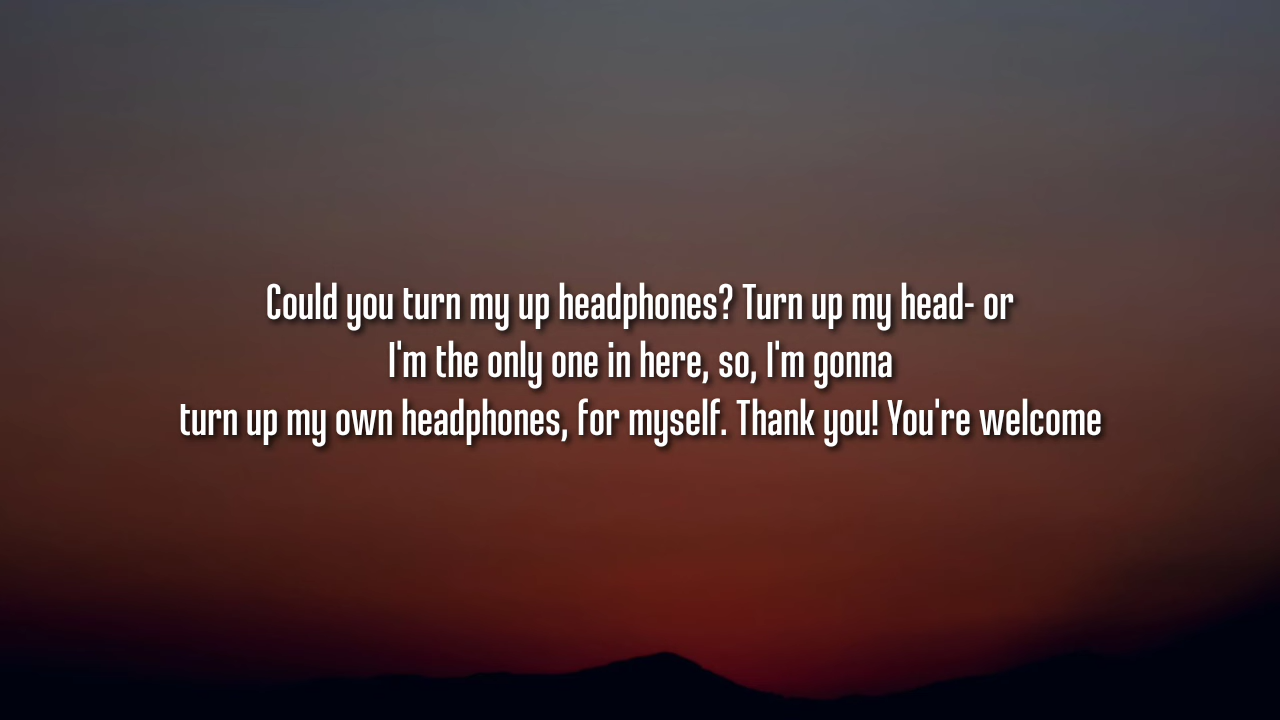 Could you turn my up headphones? Turn up my head- or
I'm the only one in here, so, I'm gonna
turn up my own headphones, for myself. Thank you! You're welcome